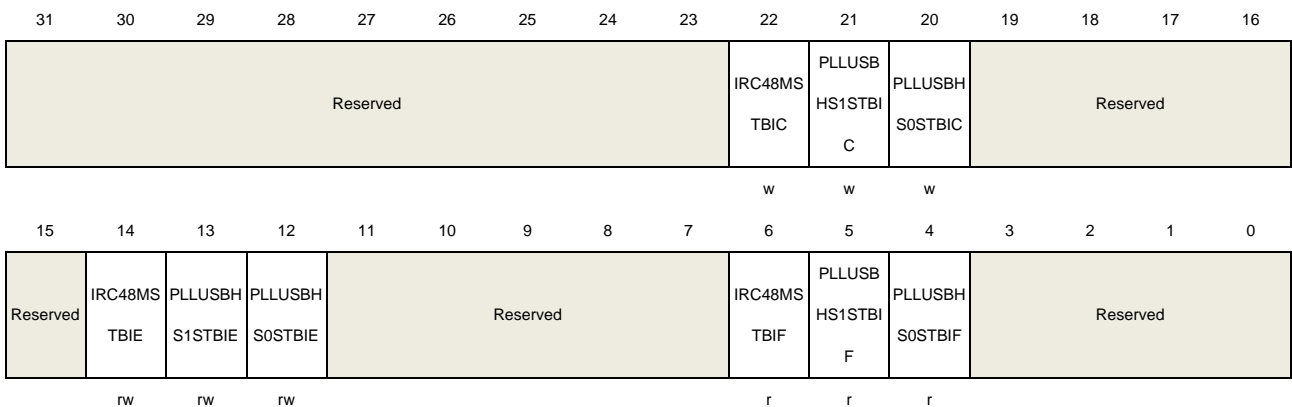 31 30 29 28 27 26 25 24 23 22 21 20 19 18 17 16
Reserved
IRC48MS
TBIC
PLLUSB
HS1STBI
C
PLLUSBH
S0STBIC
Reserved
w w w
15 14 13 12 11 10 9 8 7 6 5 4 3 2 1 0
Reserved
IRC48MS
TBIE
PLLUSBH
S1STBIE
PLLUSBH
S0STBIE
Reserved
IRC48MS
TBIF
PLLUSB
HS1STBI
F
PLLUSBH
S0STBIF
Reserved
rw rw rw r r r